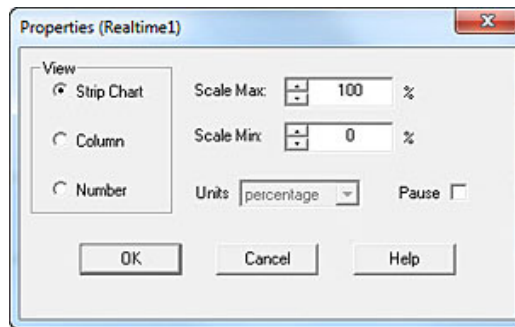 Properties (Realtime1)
View
Strip Chart
Scale Max: 100 %
Column
Scale Min: 0 %
Number
Units percentage Pause
OK Cancel Help